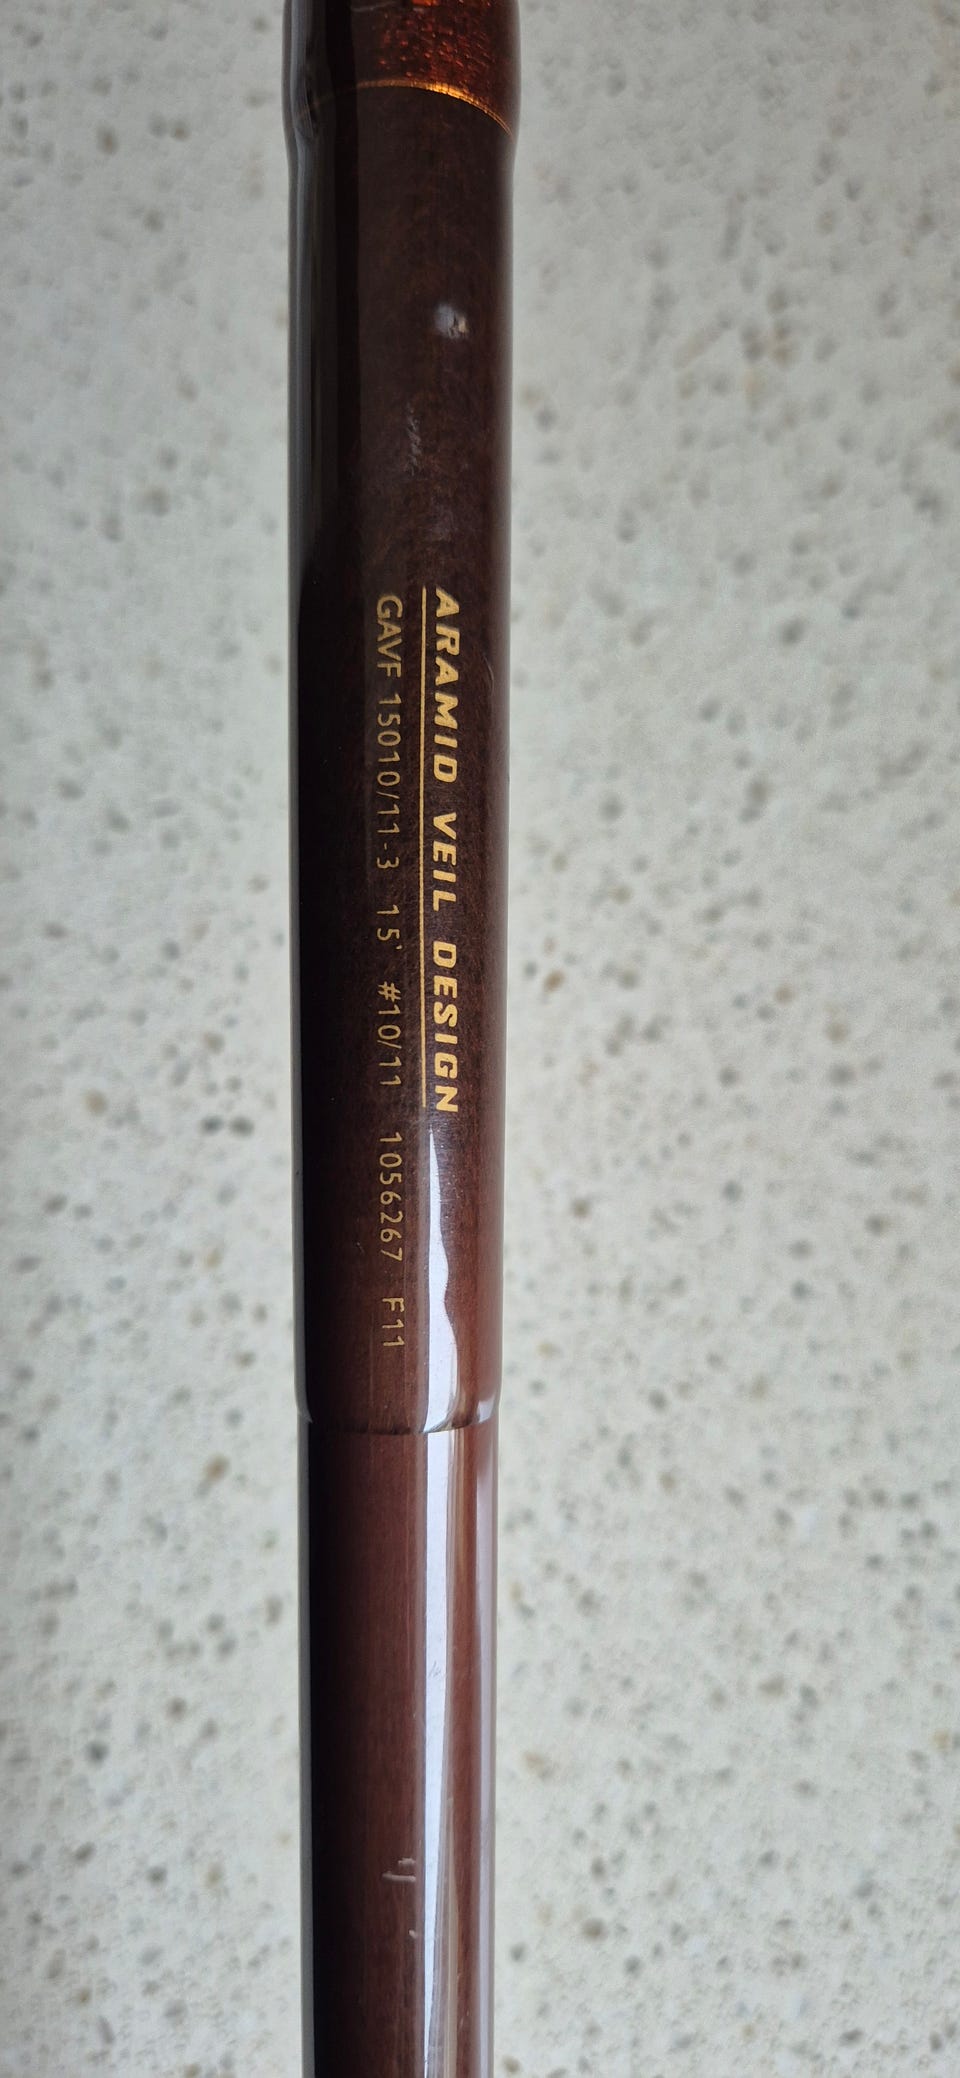 ARAMID VEIL DESIGN
GAVF 15010/11-3 15' #10/11 1056267 F11